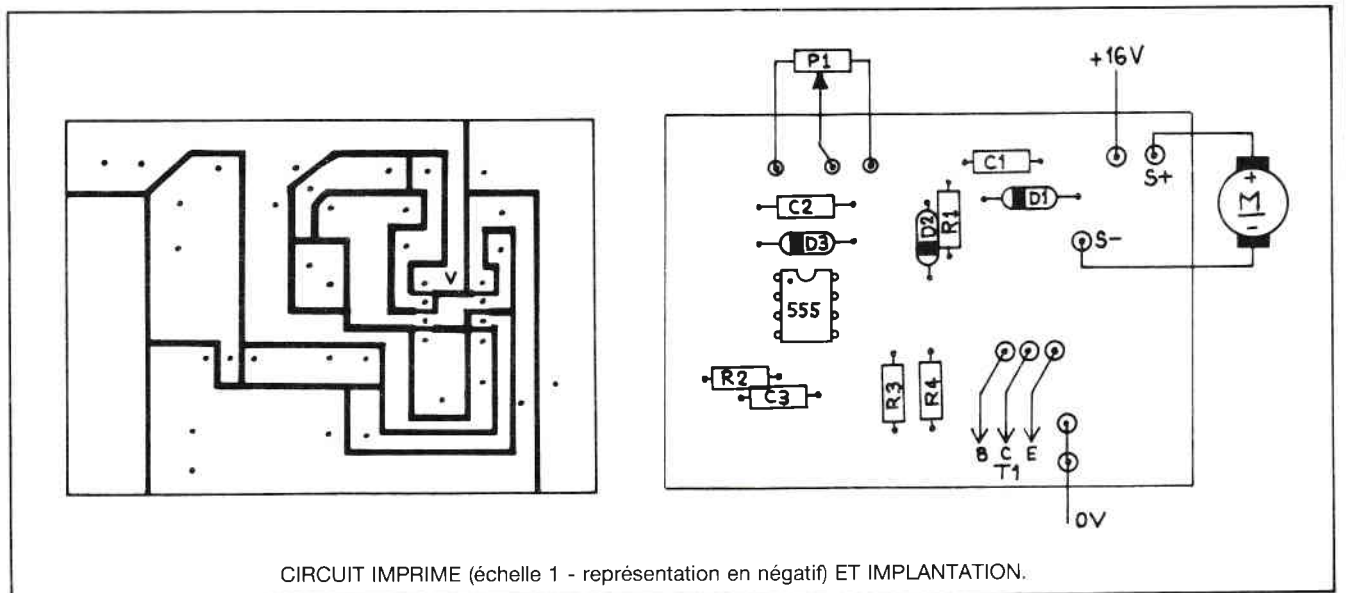 P1
+16V
C1
S+
C2
D1
M
+
-
D2
R1
D3
S-
555
R2
C3
R3
R4
B C E
T1
0V
V
CIRCUIT IMPRIME (échelle 1 - représentation en négatif) ET IMPLANTATION.